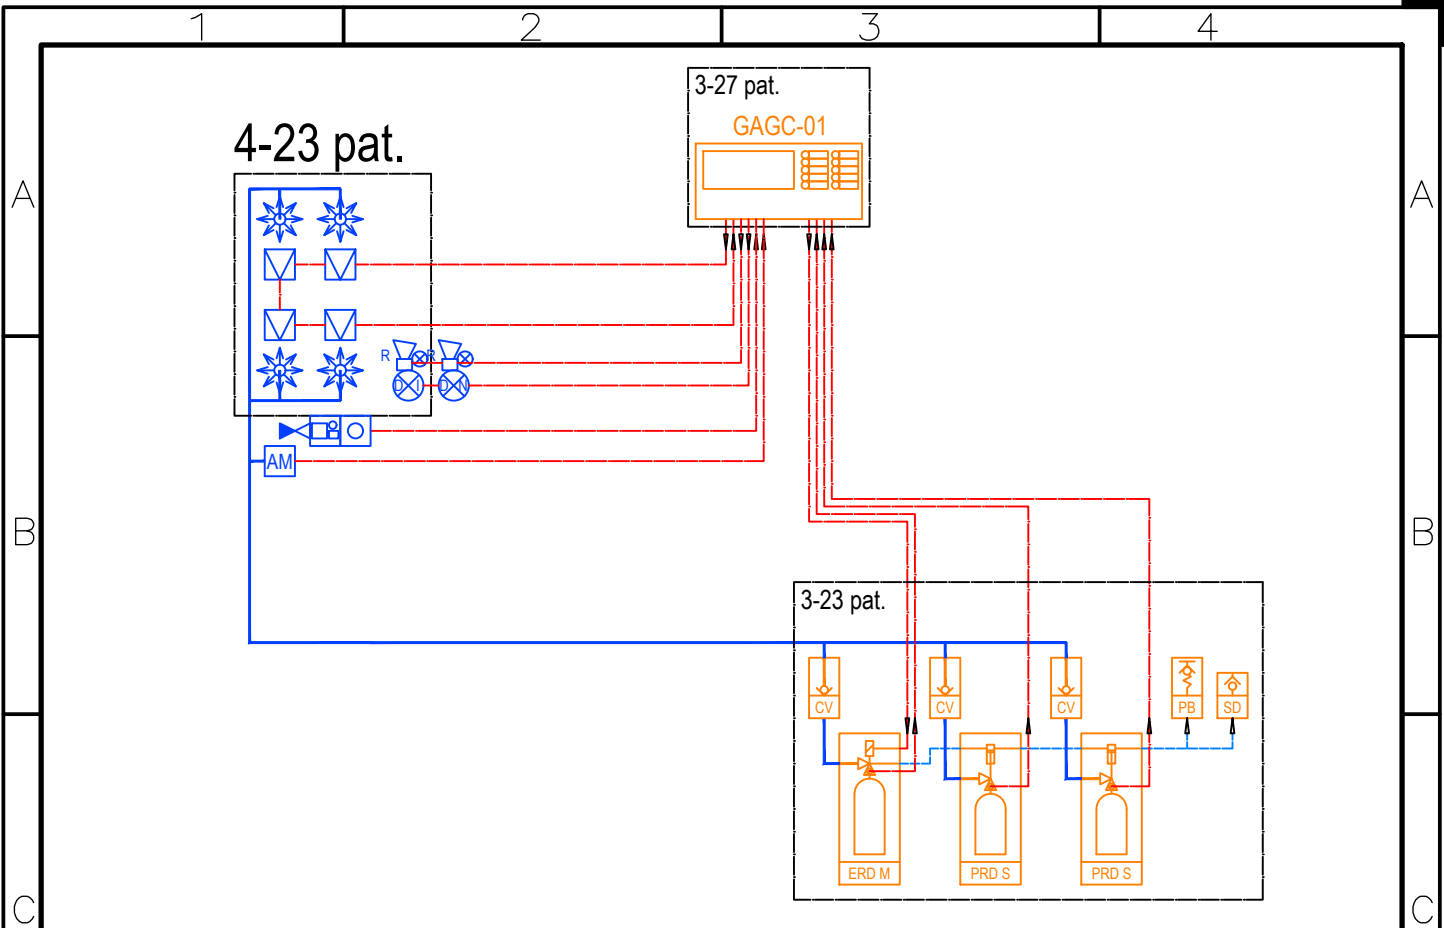 1 2 3 4
3-27 pat.
GAGC-01
4-23 pat.
A A
R R
D I D N
AM
B B
3-23 pat.
CV CV CV PB SD
ERD M PRD S PRD S
C C